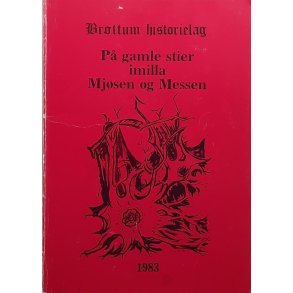 Brøttum historielag
På gamle stier
imilla
Mjøsen og Messen
1983